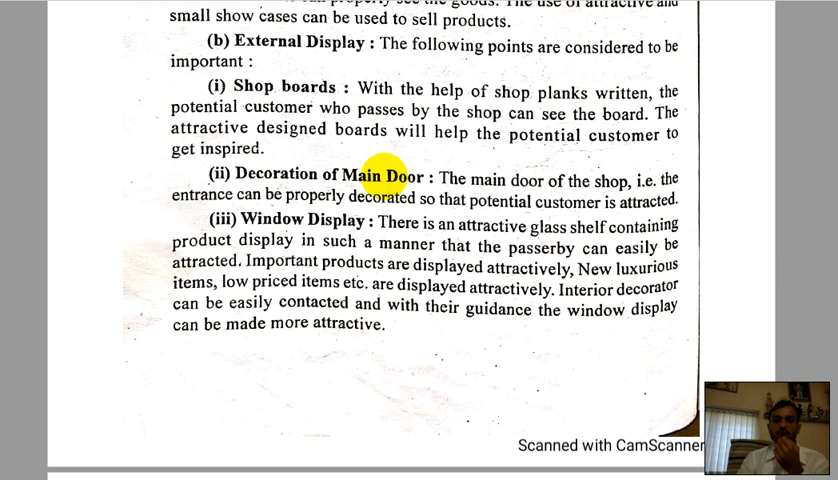 goods. The use of attractive and
small show cases can be used to sell products.
(b) External Display : The following points are considered to be
important :
(i) Shop boards : With the help of shop planks written, the
potential customer who passes by the shop can see the board. The
attractive designed boards will help the potential customer to
get inspired.
(ii) Decoration of Main Door : The main door of the shop, i.e. the
entrance can be properly decorated so that potential customer is attracted.
(iii) Window Display : There is an attractive glass shelf containing
product display in such a manner that the passerby can easily be
attracted. Important products are displayed attractively, New luxurious
items, low priced items etc. are displayed attractively. Interior decorator
can be easily contacted and with their guidance the window display
can be made more attractive.
Scanned with CamScanner